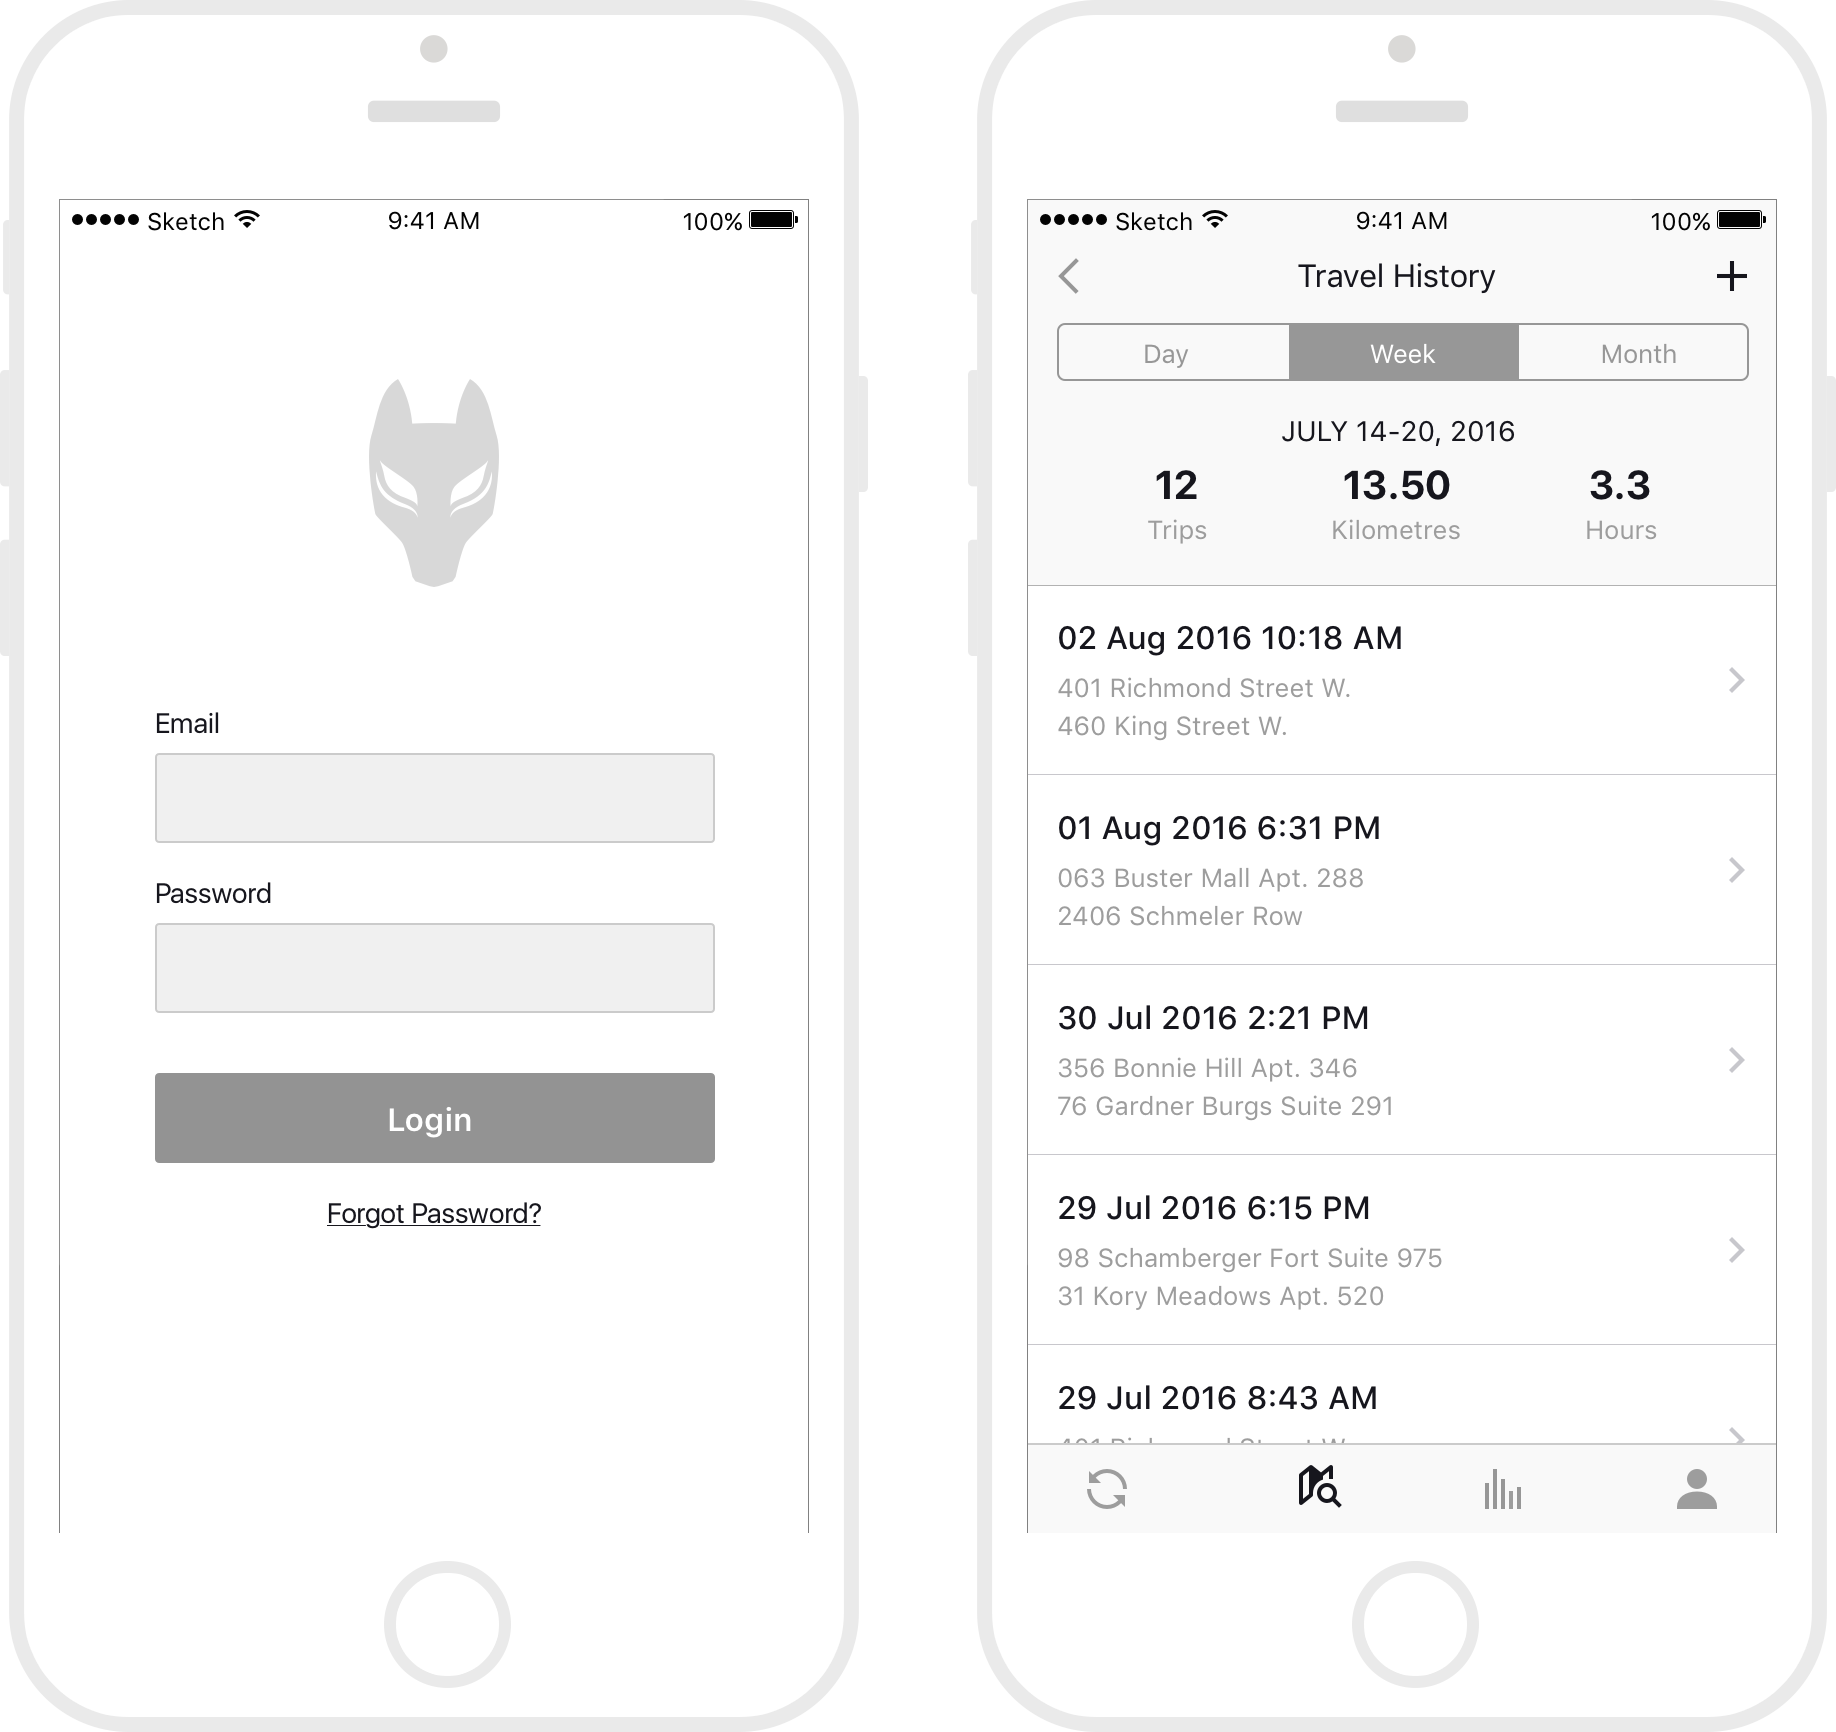 Sketch 9:41 AM 100%
Email
Password
Login
Forgot Password?
Sketch 9:41 AM 100%
Travel History
Day Week Month
JULY 14-20, 2016
12 13.50 3.3
Trips Kilometres Hours
02 Aug 2016 10:18 AM
401 Richmond Street W.
460 King Street W.
01 Aug 2016 6:31 PM
063 Buster Mall Apt. 288
2406 Schmeler Row
30 Jul 2016 2:21 PM
356 Bonnie Hill Apt. 346
76 Gardner Burgs Suite 291
29 Jul 2016 6:15 PM
98 Schamberger Fort Suite 975
31 Kory Meadows Apt. 520
29 Jul 2016 8:43 AM